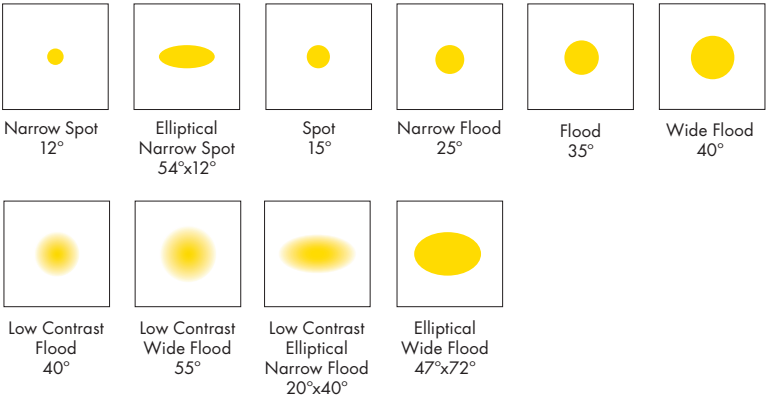 Narrow Spot
12°
Elliptical
Narrow Spot
54°x12°
Spot
15°
Narrow Flood
25°
Flood
35°
Wide Flood
40°
Low Contrast
Flood
40°
Low Contrast
Wide Flood
55°
Low Contrast
Elliptical
Narrow Flood
20°x40°
Elliptical
Wide Flood
47°x72°